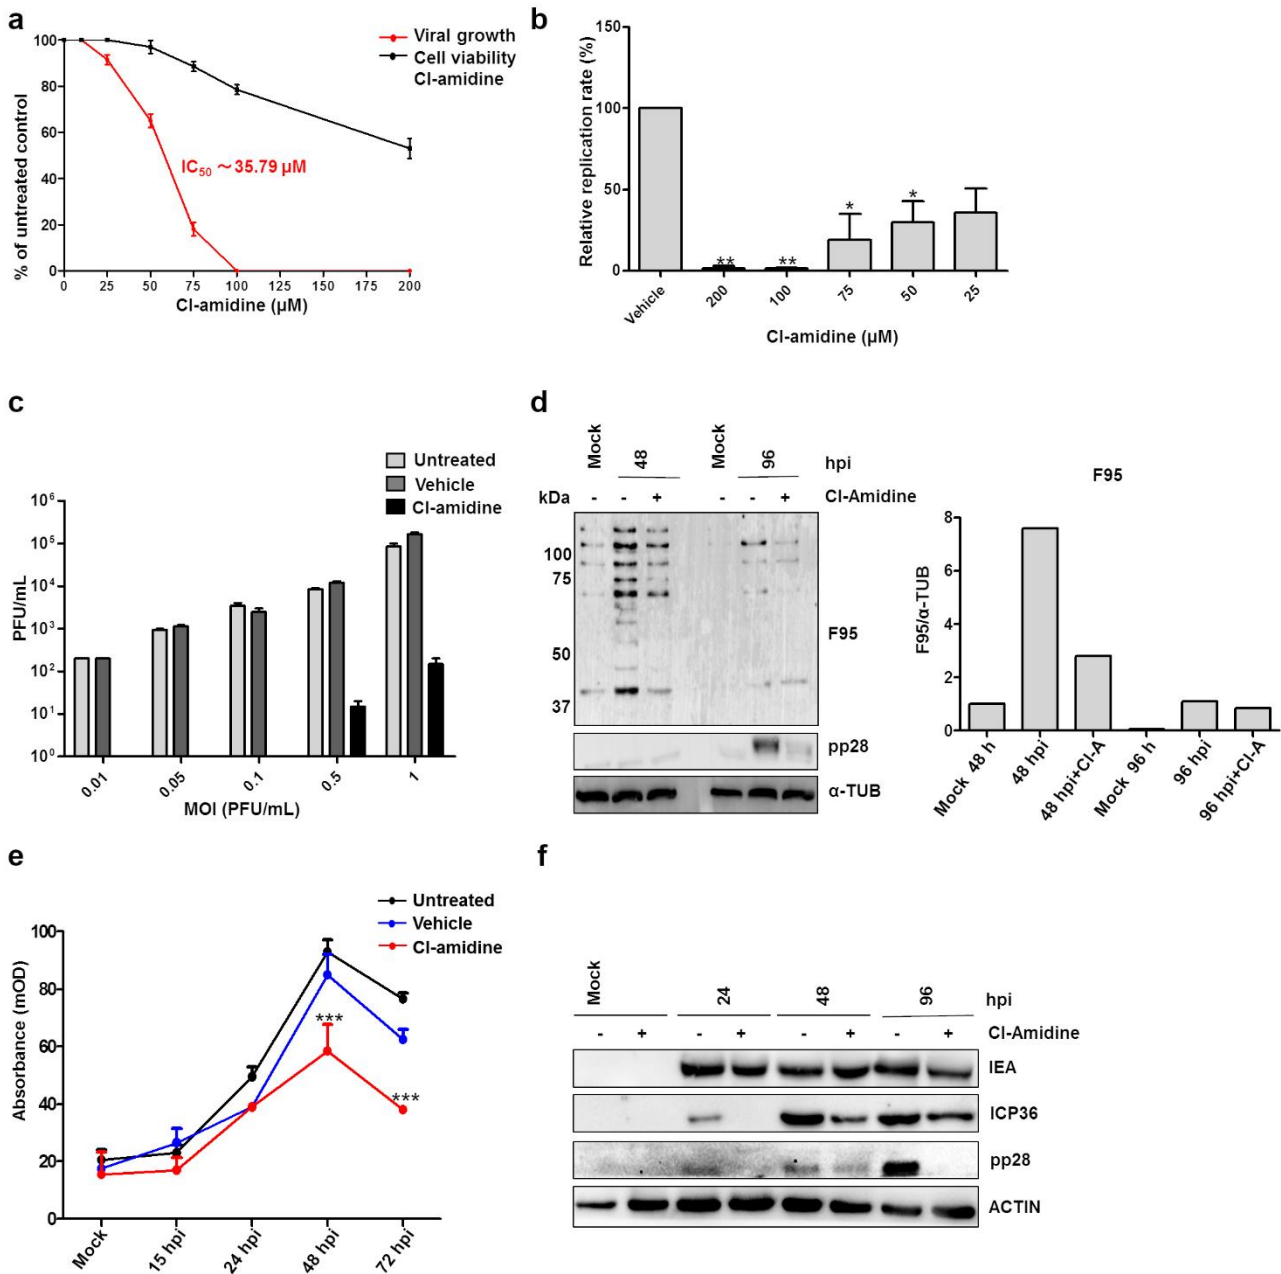 a
Viral growth
Cell viability
Cl-amidine
% of untreated control
100
80
60
40
20
0
IC50 ~35.79 µM
0 25 50 75 100 125 150 175 200
Cl-amidine (µM)
b
Relative replication rate (%)
150
100
50
0
**
**
*
*
Vehicle 200 100 75 50 25
Cl-amidine (µM)
c
Untreated
Vehicle
Cl-amidine
PFU/mL
10^6
10^5
10^4
10^3
10^2
10^1
10^0
0.01 0.05 0.1 0.5 1
MOI (PFU/mL)
d
Mock 48 Mock 96 hpi
- - + - - + Cl-Amidine
kDa
100
75
50
37
F95
pp28
α-TUB
F95
F95/α-TUB
8
6
4
2
0
Mock 48 h 48 hpi 48 hpi+Cl-A Mock 96 h 96 hpi 96 hpi+Cl-A
e
Untreated
Vehicle
Cl-amidine
Absorbance (mOD)
100
80
60
40
20
0
***
***
Mock 15 hpi 24 hpi 48 hpi 72 hpi
f
Mock 24 48 96 hpi
- + - + - + - + Cl-Amidine
IEA
ICP36
pp28
ACTIN